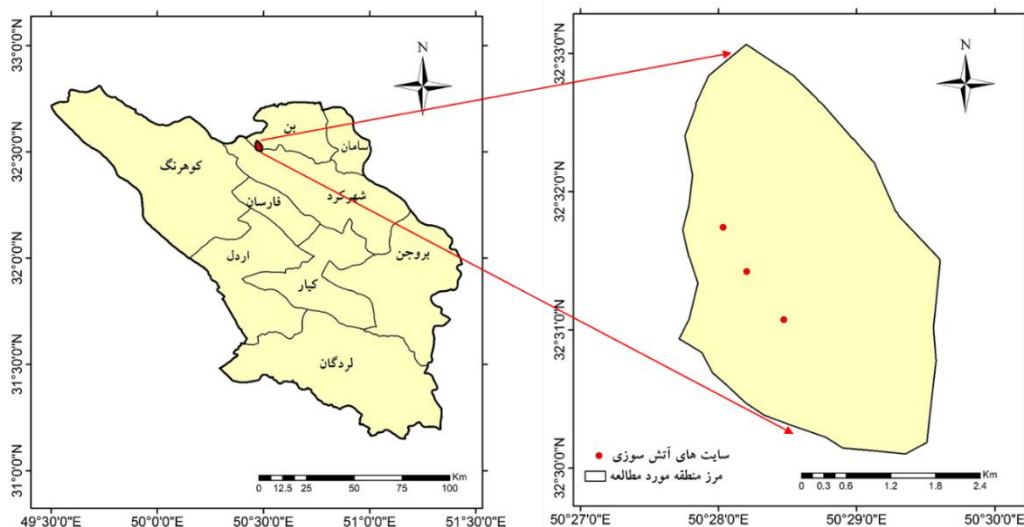 N
33°0'0"N
32°30'0"N
32°0'0"N
31°30'0"N
31°0'0"N
بن
سامان
کوهرنگ
شهرکرد
فارسان
اردل
بروجن
کیار
لردگان
Km
0 12.5 25 50 75 100
49°30'0"E 50°0'0"E 50°30'0"E 51°0'0"E 51°30'0"E
N
32°33'0"N
32°32'0"N
32°31'0"N
32°30'0"N
سایت های آتش سوزی
مرز منطقه مورد مطالعه
Km
0 0.3 0.6 1.2 1.8 2.4
50°27'0"E 50°28'0"E 50°29'0"E 50°30'0"E